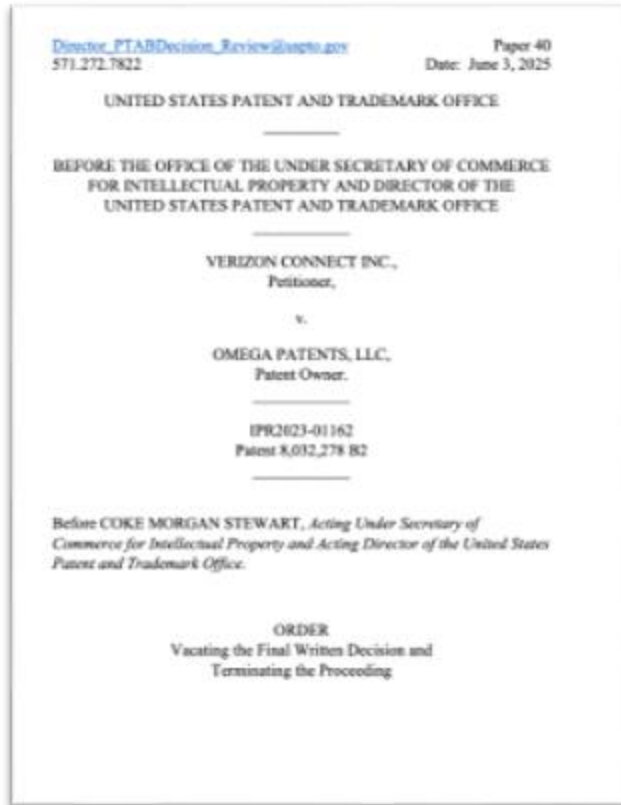 Director_PTABDecision_Review@uspto.gov Paper 40
571.272.7822 Date: June 3, 2025
UNITED STATES PATENT AND TRADEMARK OFFICE
BEFORE THE OFFICE OF THE UNDER SECRETARY OF COMMERCE
FOR INTELLECTUAL PROPERTY AND DIRECTOR OF THE
UNITED STATES PATENT AND TRADEMARK OFFICE
VERIZON CONNECT INC.,
Petitioner,
v.
OMEGA PATENTS, LLC,
Patent Owner.
IPR2023-01162
Patent 8,032,278 B2
Before COKE MORGAN STEWART, Acting Under Secretary of
Commerce for Intellectual Property and Acting Director of the United States
Patent and Trademark Office.
ORDER
Vacating the Final Written Decision and
Terminating the Proceeding